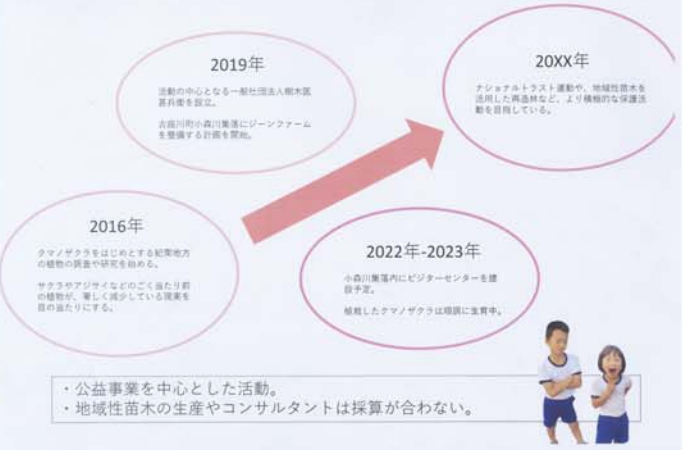 2019年
活動の中心となる一般社団法人樹木医
甚兵衛を設立。
古座川町小森川集落にジーンファーム
を整備する計画を開始。
20XX年
ナショナルトラスト運動や、地域性苗木を
活用した再造林など、より積極的な保護活
動を目指している。
2016年
クマノザクラをはじめとする紀南地方
の植物の調査や研究を始める。
サクラやアジサイなどのごく当たり前
の植物が、著しく減少している現実を
目の当たりにする。
2022年-2023年
小森川集落内にビジターセンターを建
設予定。
植栽したクマノザクラは順調に生育中。
・公益事業を中心とした活動。
・地域性苗木の生産やコンサルタントは採算が合わない。